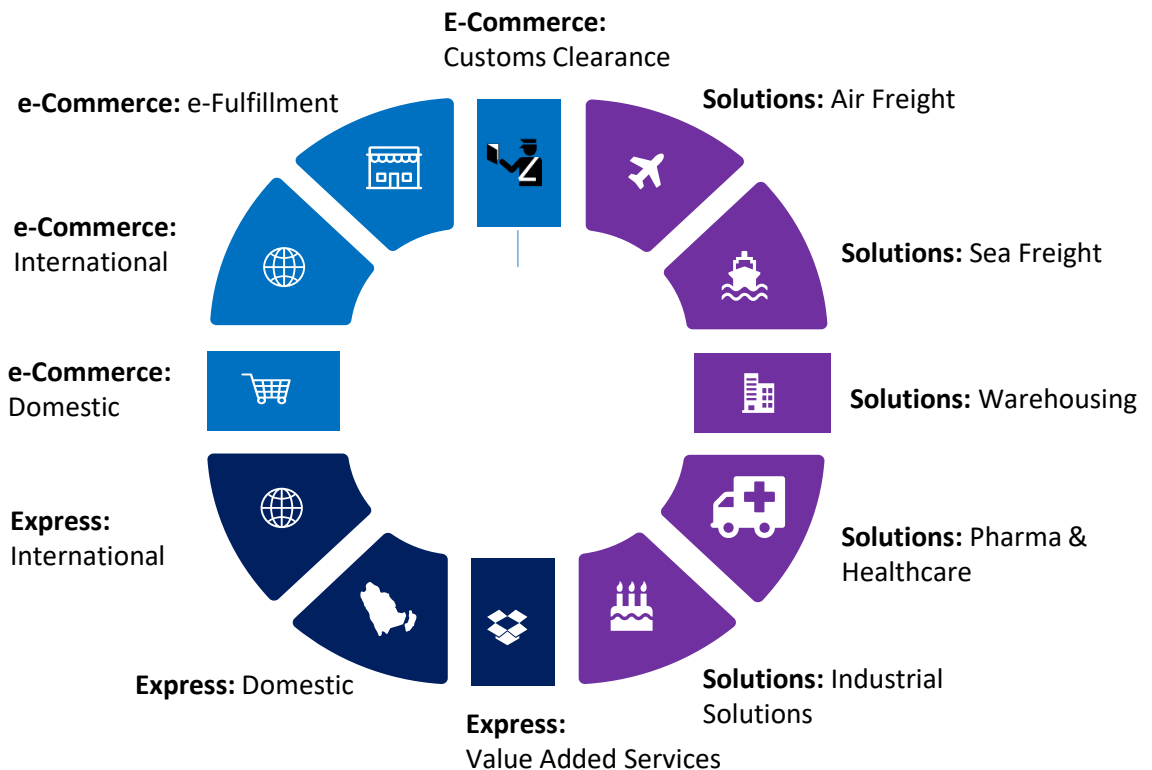 E-Commerce:
Customs Clearance
e-Commerce: e-Fulfillment
Solutions: Air Freight
e-Commerce:
International
Solutions: Sea Freight
e-Commerce:
Domestic
Solutions: Warehousing
Express:
International
Solutions: Pharma &
Healthcare
Express: Domestic
Solutions: Industrial
Solutions
Express:
Value Added Services